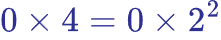 0 × 4 = 0 × 2²